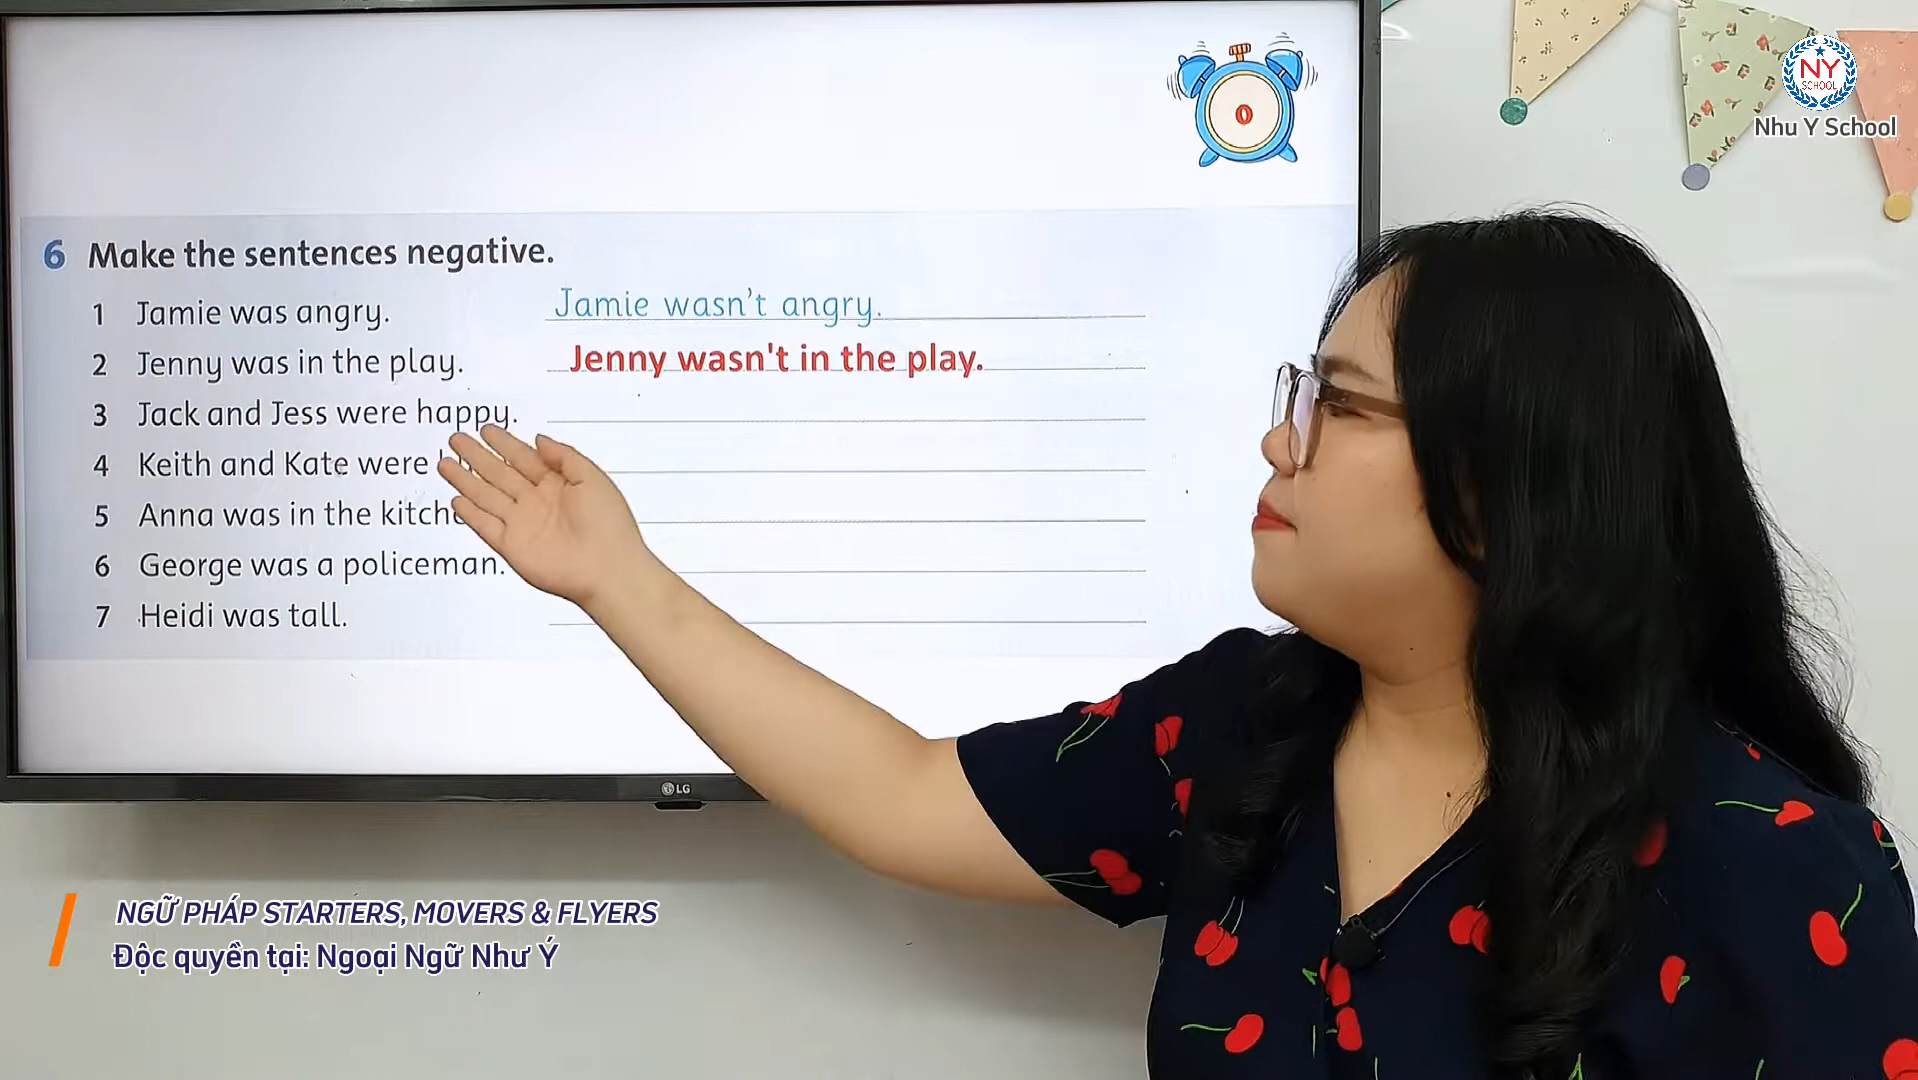 0
NY
SCHOOL
Nhu Y School
6 Make the sentences negative.
1 Jamie was angry. Jamie wasn't angry.
2 Jenny was in the play. Jenny wasn't in the play.
3 Jack and Jess were happy.
4 Keith and Kate were
5 Anna was in the
6 George was a policeman.
7 Heidi was tall.
LG
NGỮ PHÁP STARTERS, MOVERS & FLYERS
Độc quyền tại: Ngoại Ngữ Như Ý